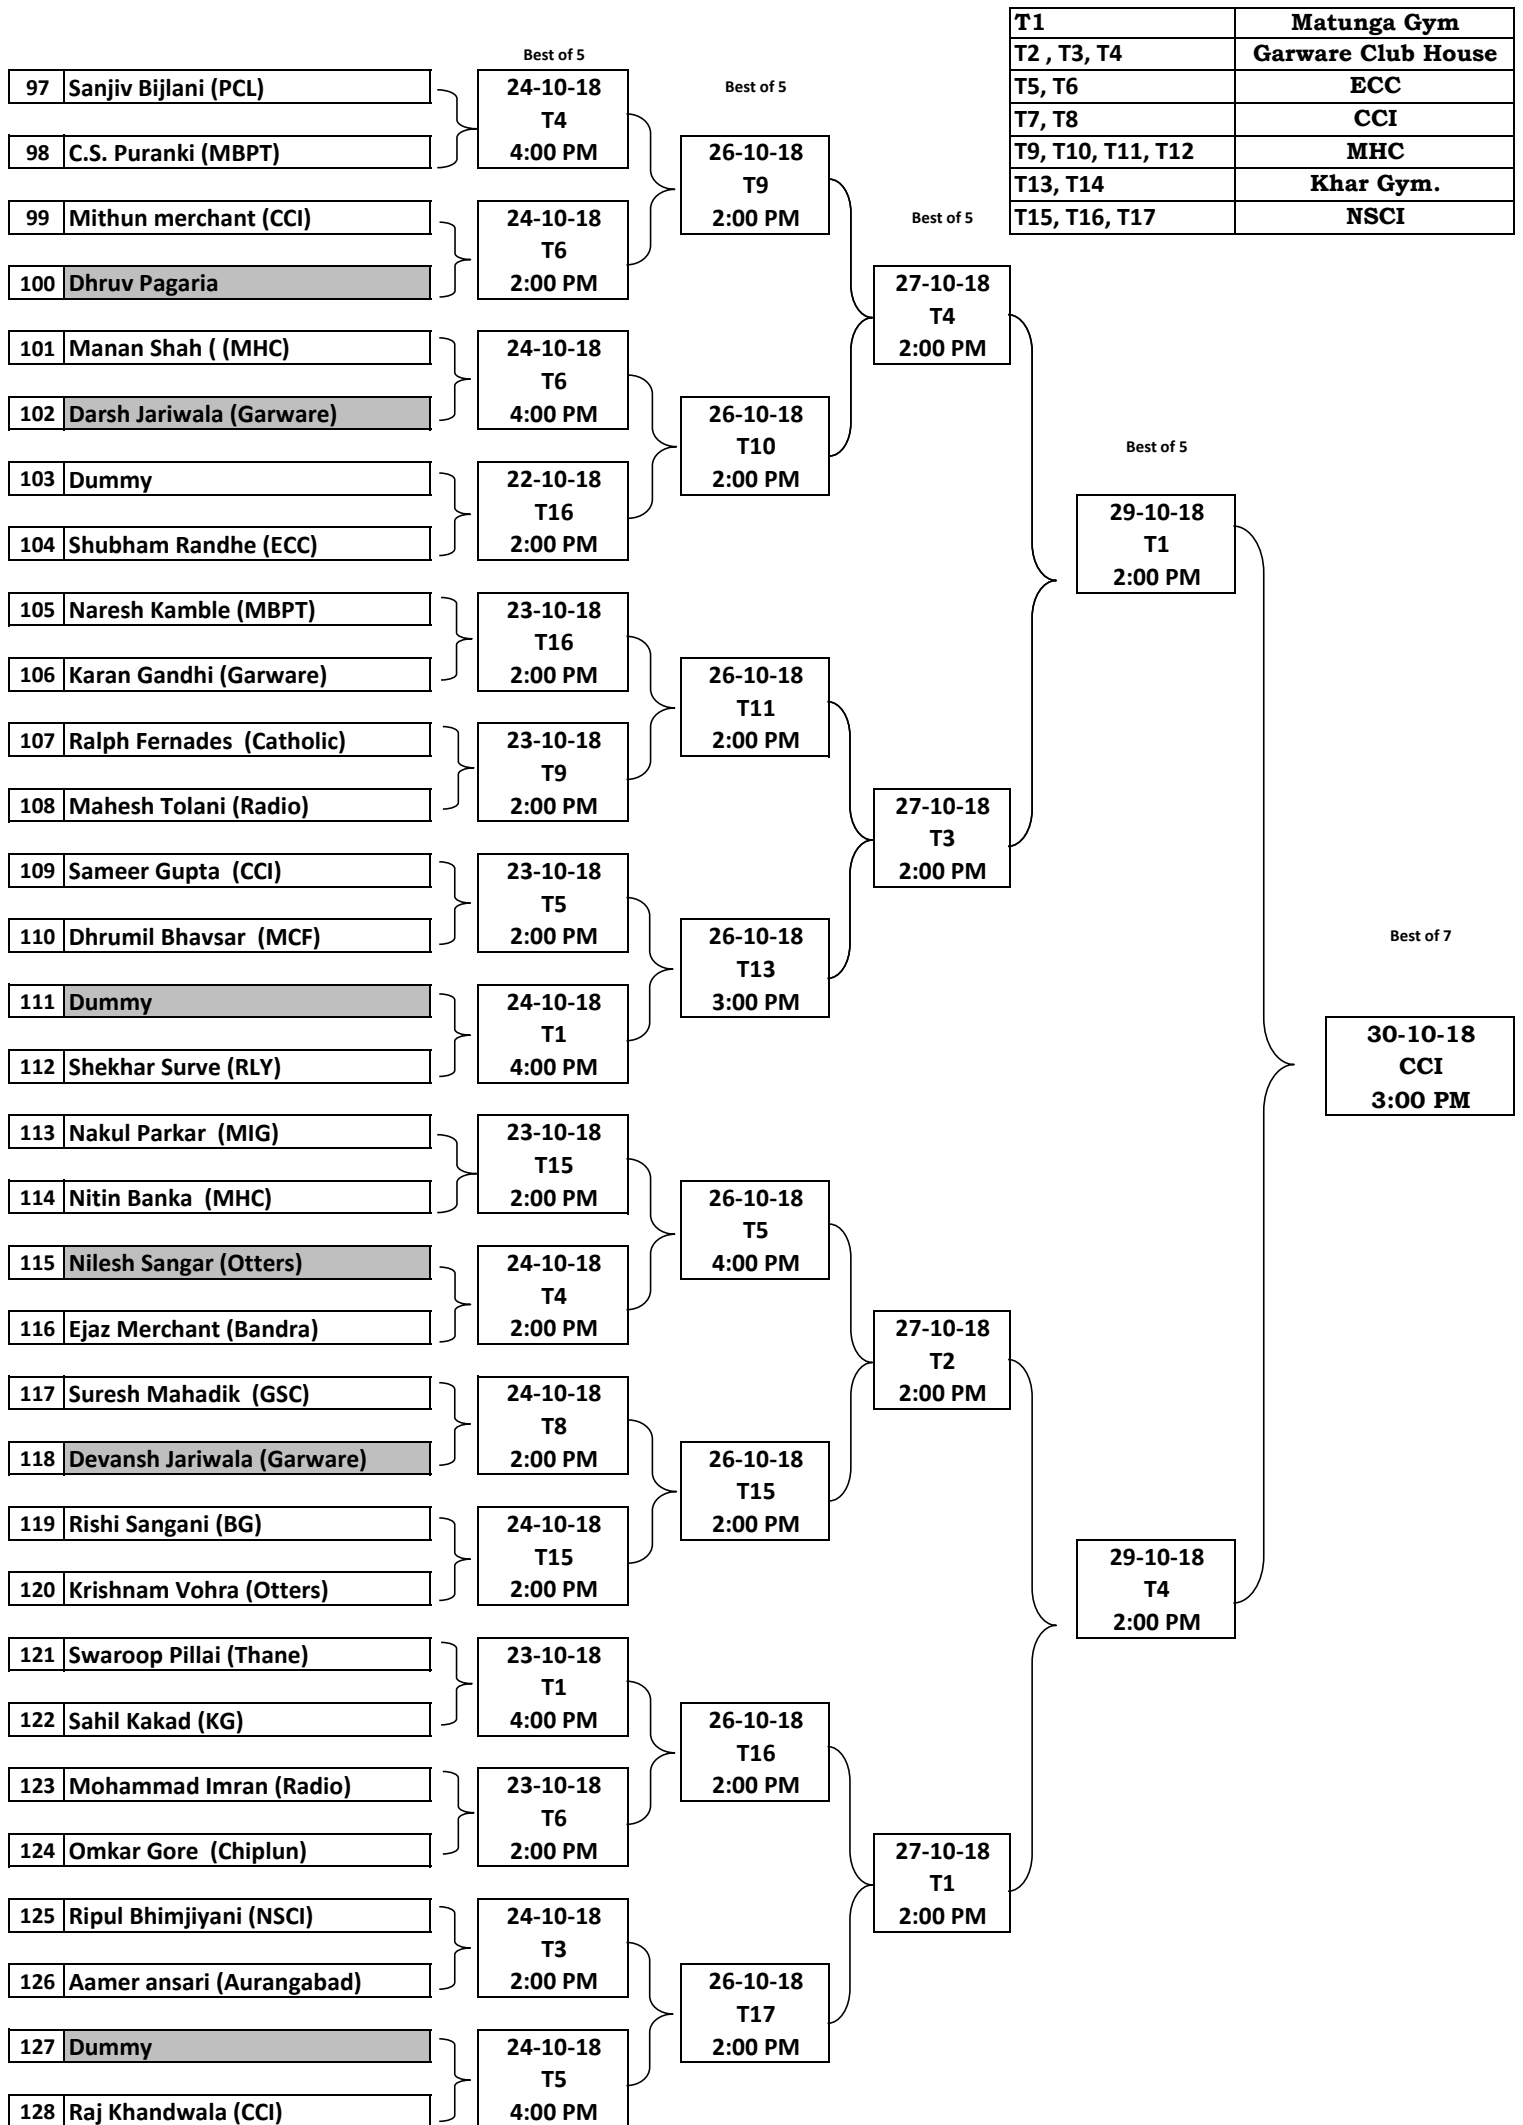 T1 Matunga Gym
T2 , T3, T4 Garware Club House
T5, T6 ECC
T7, T8 CCI
T9, T10, T11, T12 MHC
T13, T14 Khar Gym.
T15, T16, T17 NSCI
Best of 5
97 Sanjiv Bijlani (PCL)
98 C.S. Puranki (MBPT)
99 Mithun merchant (CCI)
100 Dhruv Pagaria
101 Manan Shah ( (MHC)
102 Darsh Jariwala (Garware)
103 Dummy
104 Shubham Randhe (ECC)
105 Naresh Kamble (MBPT)
106 Karan Gandhi (Garware)
107 Ralph Fernades (Catholic)
108 Mahesh Tolani (Radio)
109 Sameer Gupta (CCI)
110 Dhrumil Bhavsar (MCF)
111 Dummy
112 Shekhar Surve (RLY)
113 Nakul Parkar (MIG)
114 Nitin Banka (MHC)
115 Nilesh Sangar (Otters)
116 Ejaz Merchant (Bandra)
117 Suresh Mahadik (GSC)
118 Devansh Jariwala (Garware)
119 Rishi Sangani (BG)
120 Krishnam Vohra (Otters)
121 Swaroop Pillai (Thane)
122 Sahil Kakad (KG)
123 Mohammad Imran (Radio)
124 Omkar Gore (Chiplun)
125 Ripul Bhimjiyani (NSCI)
126 Aamer ansari (Aurangabad)
127 Dummy
128 Raj Khandwala (CCI)
24-10-18
T4
4:00 PM
24-10-18
T6
2:00 PM
24-10-18
T6
4:00 PM
22-10-18
T16
2:00 PM
23-10-18
T16
2:00 PM
23-10-18
T9
2:00 PM
23-10-18
T5
2:00 PM
24-10-18
T1
4:00 PM
23-10-18
T15
2:00 PM
24-10-18
T4
2:00 PM
24-10-18
T8
2:00 PM
24-10-18
T15
2:00 PM
23-10-18
T1
4:00 PM
23-10-18
T6
2:00 PM
24-10-18
T3
2:00 PM
24-10-18
T5
4:00 PM
Best of 5
26-10-18
T9
2:00 PM
26-10-18
T10
2:00 PM
26-10-18
T11
2:00 PM
26-10-18
T13
3:00 PM
26-10-18
T5
4:00 PM
26-10-18
T15
2:00 PM
26-10-18
T16
2:00 PM
26-10-18
T17
2:00 PM
Best of 5
27-10-18
T4
2:00 PM
27-10-18
T3
2:00 PM
27-10-18
T2
2:00 PM
27-10-18
T1
2:00 PM
Best of 5
29-10-18
T1
2:00 PM
29-10-18
T4
2:00 PM
Best of 7
30-10-18
CCI
3:00 PM